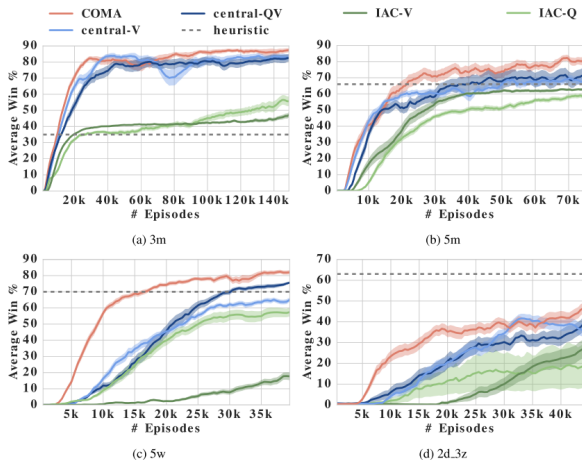 COMA central-QV IAC-V IAC-Q
central-V heuristic
Average Win %
90
80
70
60
50
40
30
20
10
0
20k 40k 60k 80k 100k 120k 140k
# Episodes
(a) 3m
Average Win %
90
80
70
60
50
40
30
20
10
0
10k 20k 30k 40k 50k 60k 70k
# Episodes
(b) 5m
Average Win %
90
80
70
60
50
40
30
20
10
0
5k 10k 15k 20k 25k 30k 35k
# Episodes
(c) 5w
Average Win %
70
60
50
40
30
20
10
0
5k 10k 15k 20k 25k 30k 35k 40k
# Episodes
(d) 2d_3z